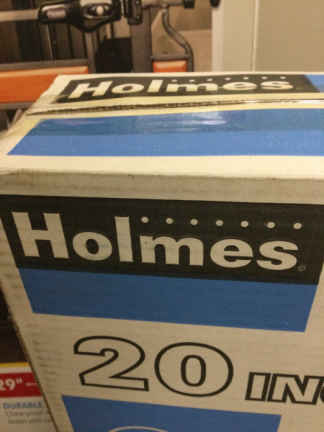 Holmes
Holmes
20 IN
29"
DURABLE